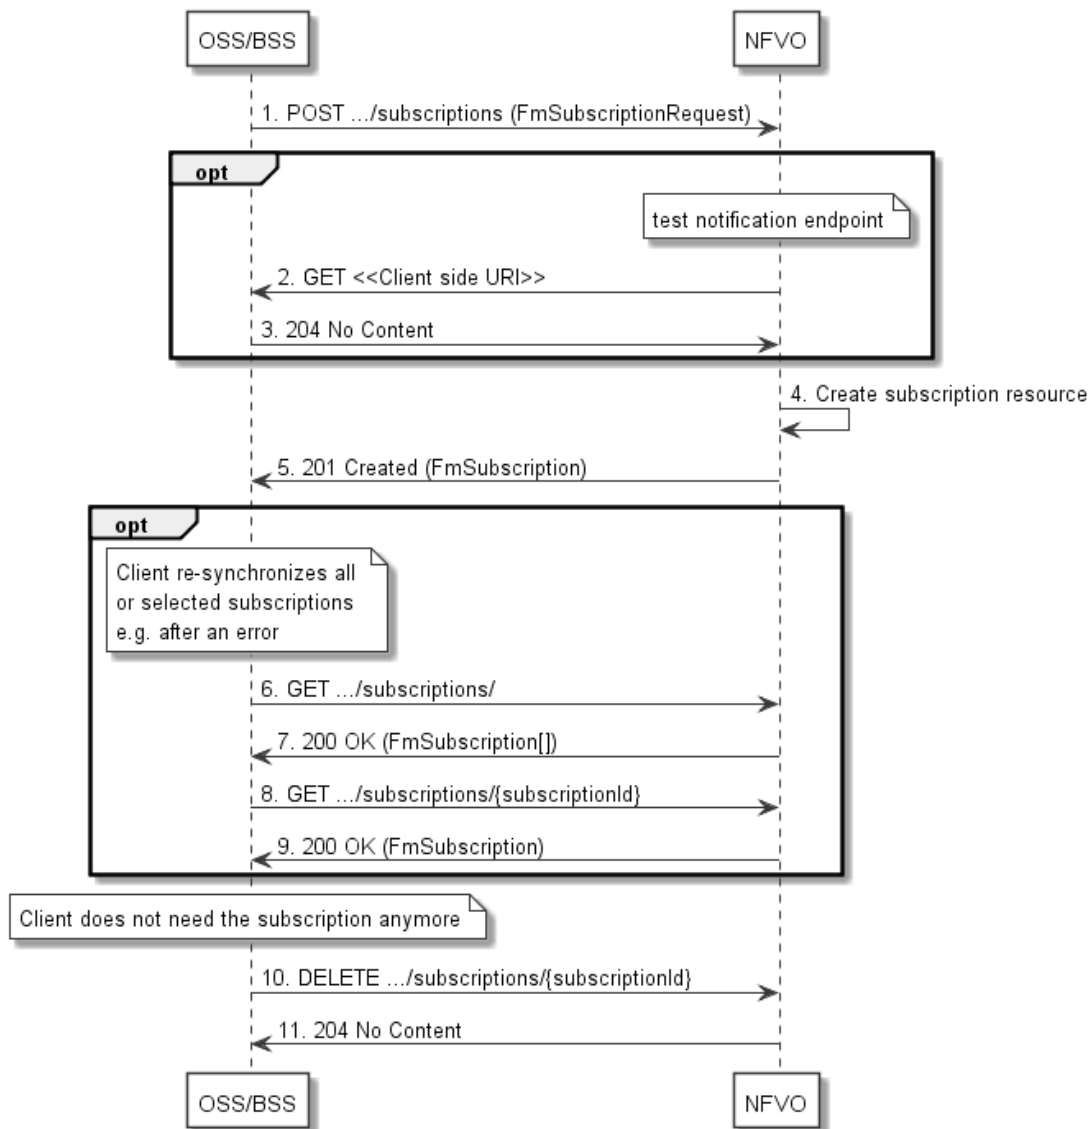 OSS/BSS
NFVO
1. POST .../subscriptions (FmSubscriptionRequest)
opt
test notification endpoint
2. GET <<Client side URI>>
3. 204 No Content
4. Create subscription resource
5. 201 Created (FmSubscription)
opt
Client re-synchronizes all
or selected subscriptions
e.g. after an error
6. GET .../subscriptions/
7. 200 OK (FmSubscription[])
8. GET .../subscriptions/{subscriptionId}
9. 200 OK (FmSubscription)
Client does not need the subscription anymore
10. DELETE .../subscriptions/{subscriptionId}
11. 204 No Content
OSS/BSS
NFVO